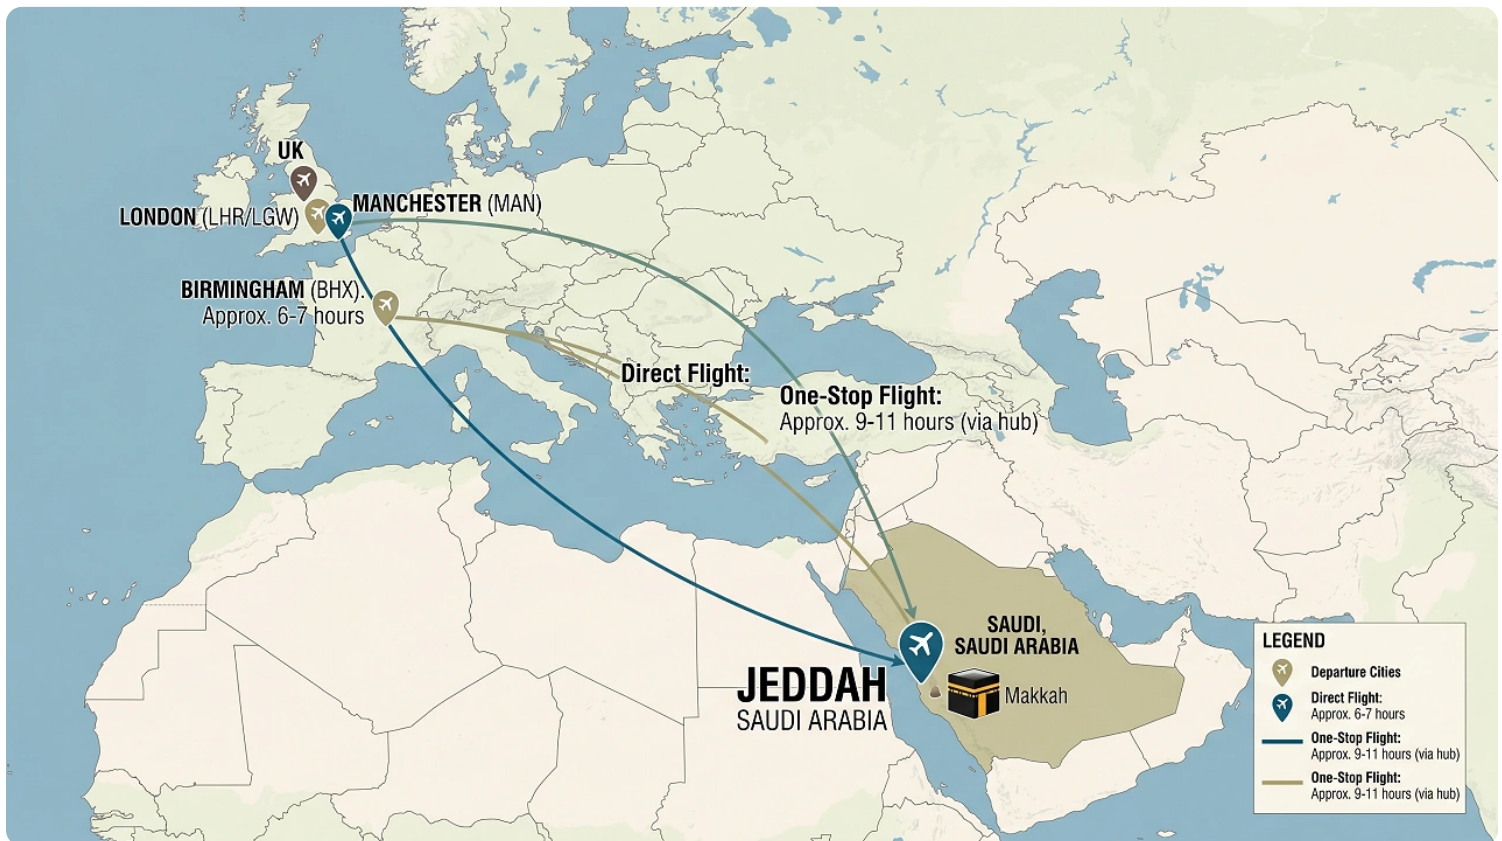 UK
MANCHESTER (MAN)
LONDON (LHR/LGW)
BIRMINGHAM (BHX).
Approx. 6-7 hours
Direct Flight:
One-Stop Flight:
Approx. 9-11 hours (via hub)
SAUDI,
SAUDI ARABIA
JEDDAH
SAUDI ARABIA
Makkah
LEGEND
Departure Cities
Direct Flight:
Approx. 6-7 hours
One-Stop Flight:
Approx. 9-11 hours (via hub)
One-Stop Flight:
Approx. 9-11 hours (via hub)